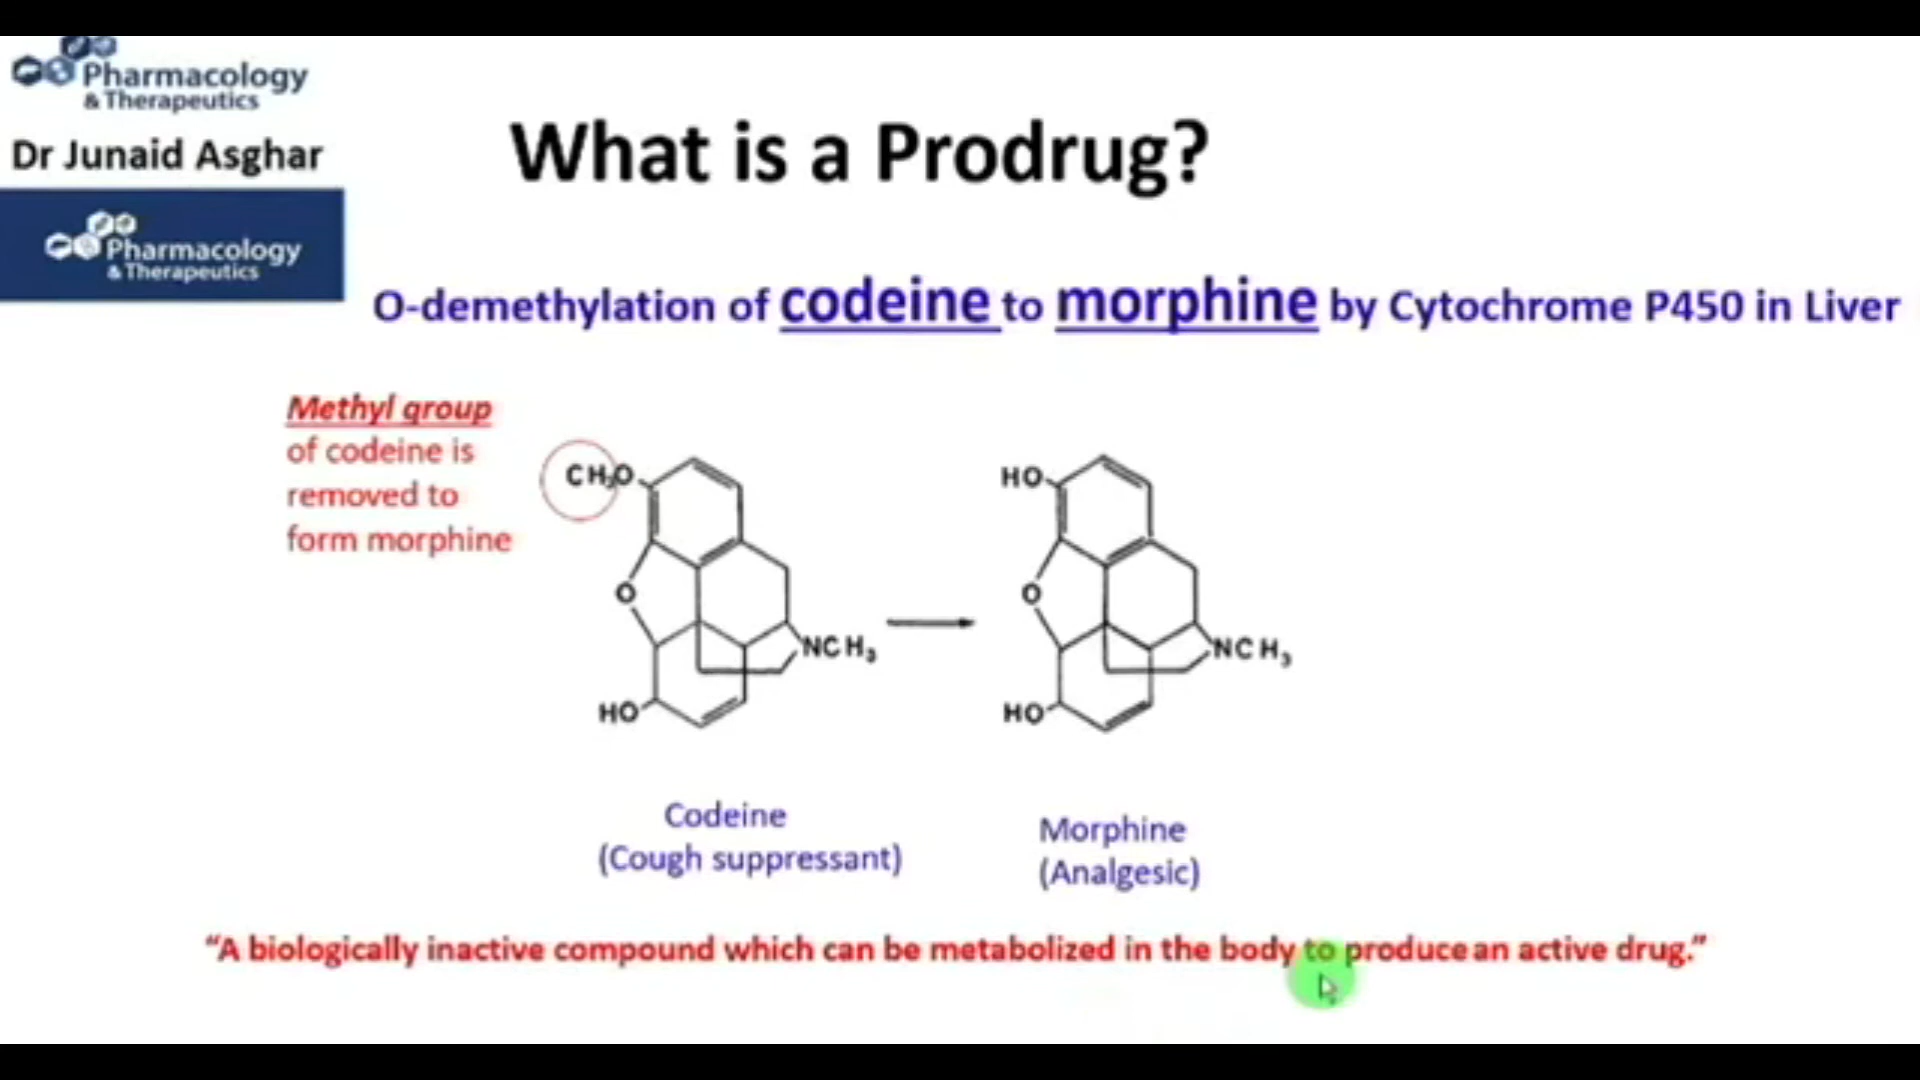 Pharmacology
& Therapeutics
Dr Junaid Asghar
Pharmacology
& Therapeutics
What is a Prodrug?
O-demethylation of codeine to morphine by Cytochrome P450 in Liver
Methyl group
of codeine is
removed to
form morphine
CH₃O
O
NCH₃
HO
HO
O
NCH₃
HO
Codeine
(Cough suppressant)
Morphine
(Analgesic)
“A biologically inactive compound which can be metabolized in the body to produce an active drug.”